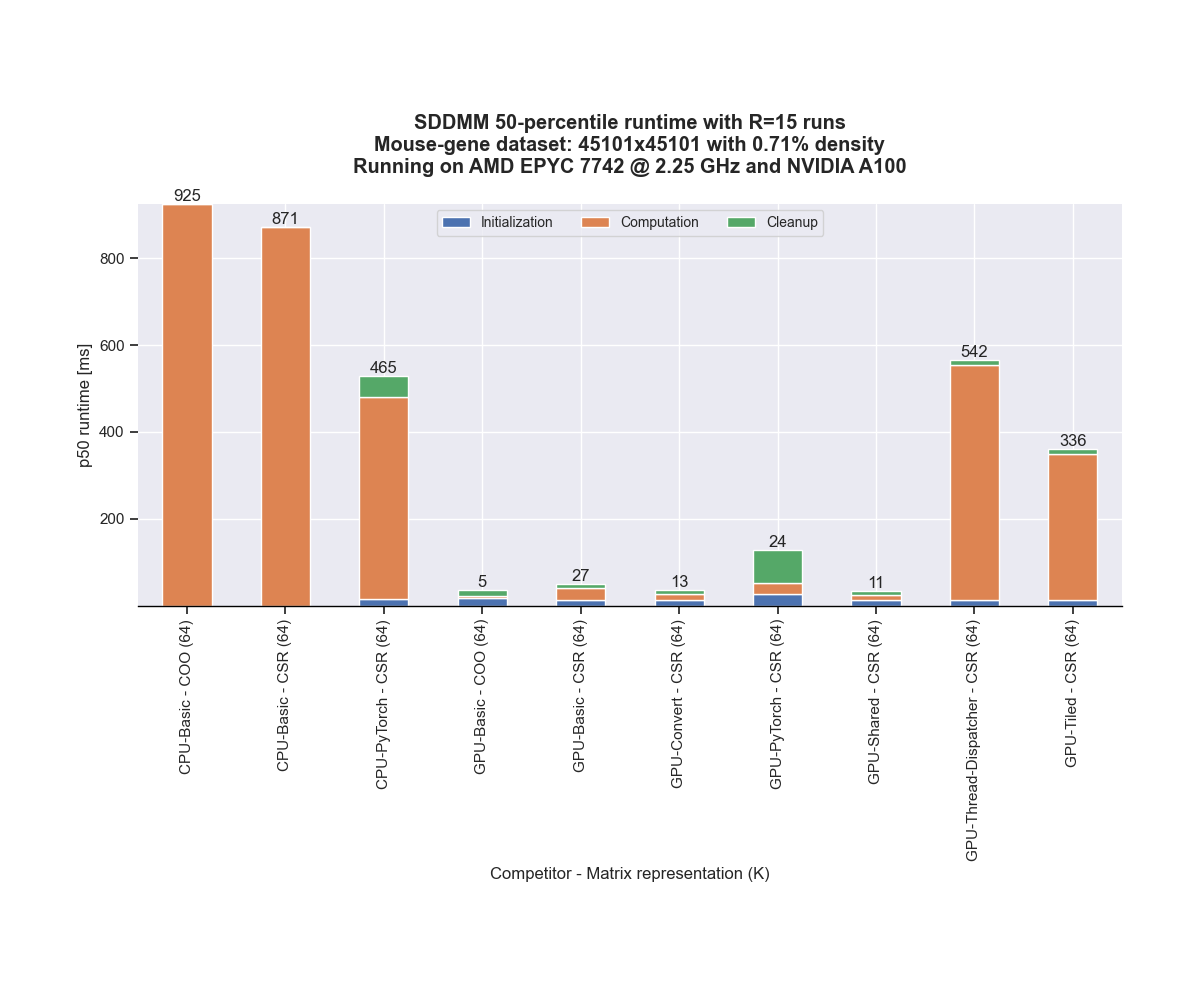 SDDMM 50-percentile runtime with R=15 runs
Mouse-gene dataset: 45101x45101 with 0.71% density
Running on AMD EPYC 7742 @ 2.25 GHz and NVIDIA A100
925
871
465
5
27
13
24
11
542
336
Initialization
Computation
Cleanup
p50 runtime [ms]
800
600
400
200
CPU-Basic - COO (64)
CPU-Basic - CSR (64)
CPU-PyTorch - CSR (64)
GPU-Basic - COO (64)
GPU-Basic - CSR (64)
GPU-Convert - CSR (64)
GPU-PyTorch - CSR (64)
GPU-Shared - CSR (64)
GPU-Thread-Dispatcher - CSR (64)
GPU-Tiled - CSR (64)
Competitor - Matrix representation (K)